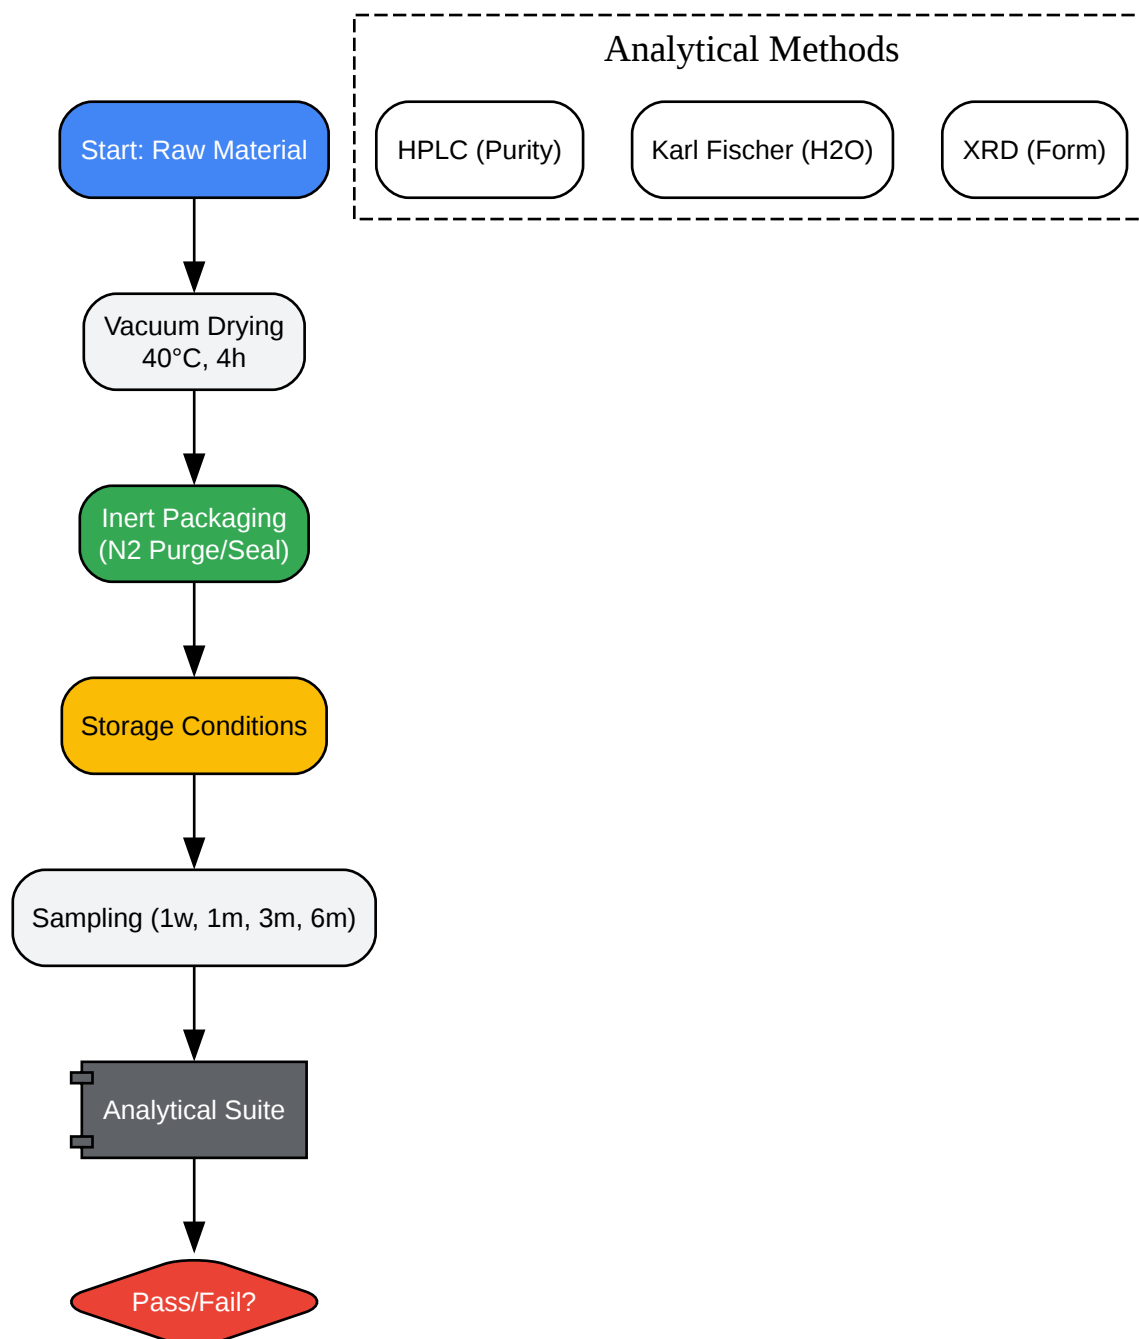 Analytical Methods
Start: Raw Material
HPLC (Purity)
Karl Fischer (H2O)
XRD (Form)
Vacuum Drying
40°C, 4h
Inert Packaging
(N2 Purge/Seal)
Storage Conditions
Sampling (1w, 1m, 3m, 6m)
Analytical Suite
Pass/Fail?